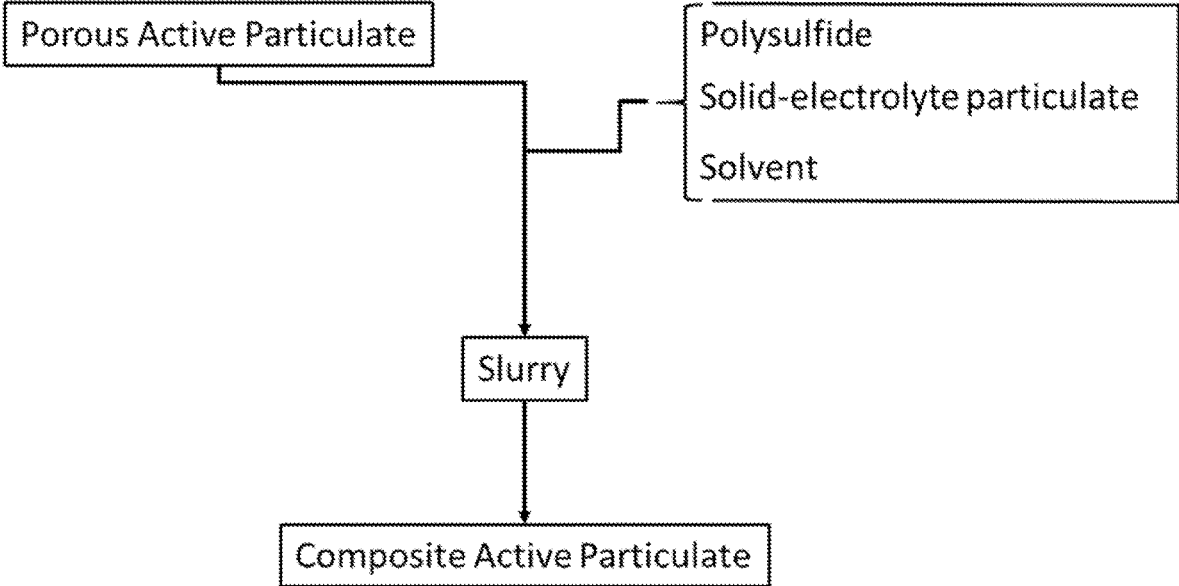 Porous Active Particulate
Polysulfide
Solid-electrolyte particulate
Solvent
Slurry
Composite Active Particulate